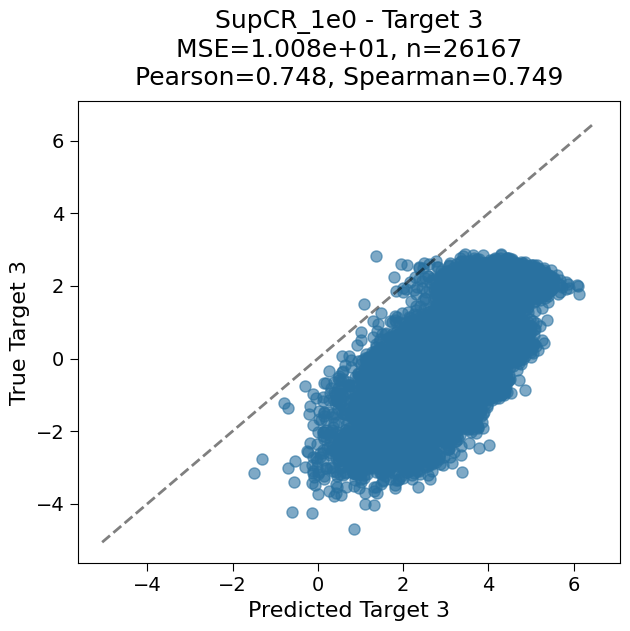 SupCR_1e0 - Target 3
MSE=1.008e+01, n=26167
Pearson=0.748, Spearman=0.749
6
4
2
0
−2
−4
True Target 3
−4
−2
0
2
4
6
Predicted Target 3